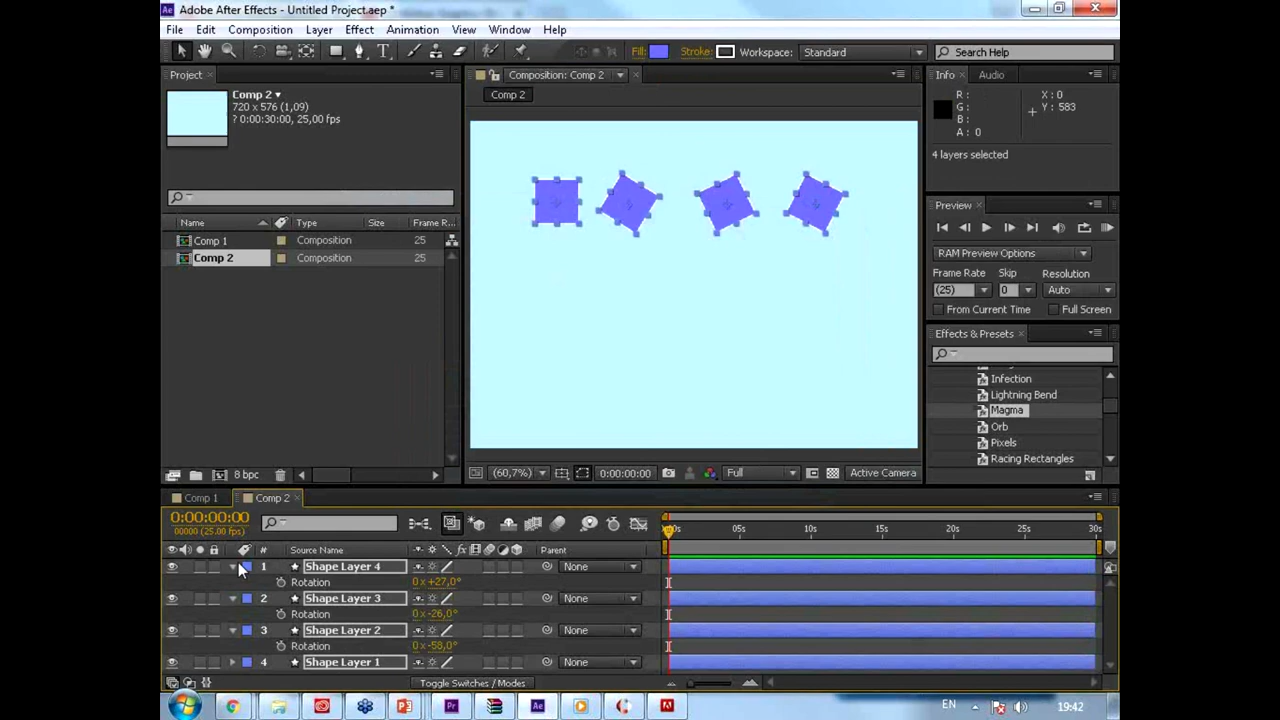 Adobe After Effects - Untitled Project.aep *
File Edit Composition Layer Effect Animation View Window Help
Fill: Stroke: Workspace: Standard Search Help
Project
Comp 2
720 x 576 (1,09)
? 0:00:30:00, 25,00 fps
Name Type Size Frame R...
Comp 1 Composition 25
Comp 2 Composition 25
8 bpc
Composition: Comp 2
Comp 2
(60,7%) 0:00:00:00 Full Active Camera
Info Audio
R : X : 0
G : Y : 583
B :
A : 0
4 layers selected
Preview
RAM Preview Options
Frame Rate Skip Resolution
(25) 0 Auto
From Current Time Full Screen
Effects & Presets
Infection
Lightning Bend
Magma
Orb
Pixels
Racing Rectangles
Comp 1 Comp 2
0:00:00:00
00000 (25.00 fps)
05s 10s 15s 20s 25s 30s
# Source Name Parent
1 Shape Layer 4 None
Rotation 0 x +27,0°
2 Shape Layer 3 None
Rotation 0 x -26,0°
3 Shape Layer 2 None
Rotation 0 x -58,0°
4 Shape Layer 1 None
Toggle Switches / Modes
EN 19:42